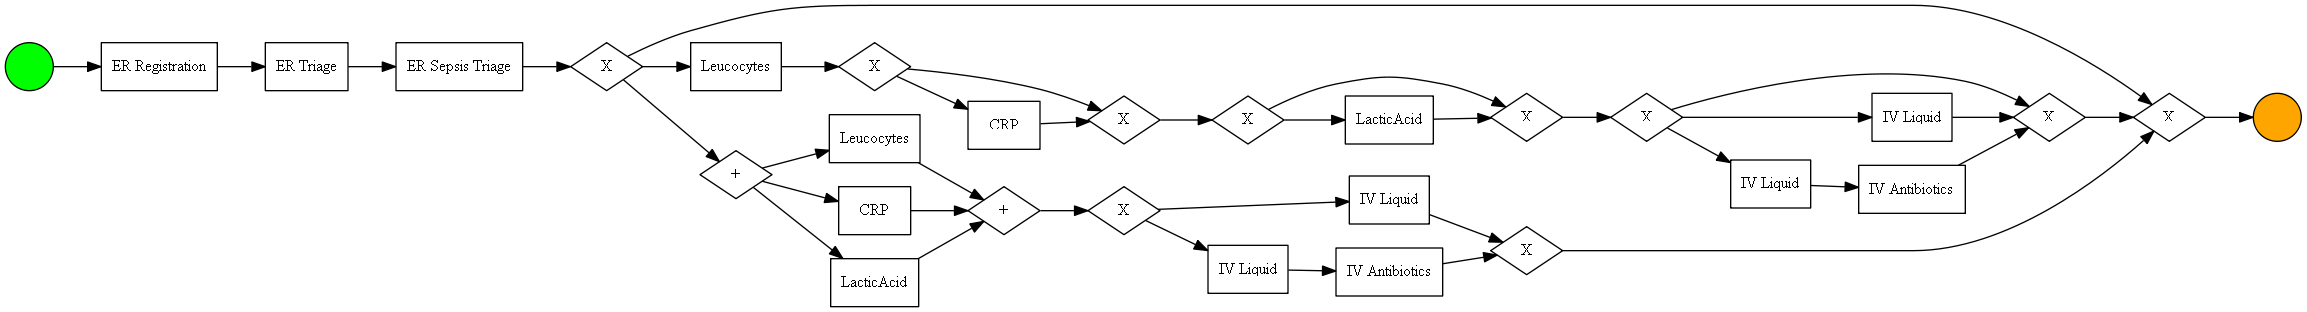 ER Registration
ER Triage
ER Sepsis Triage
X
Leucocytes
X
CRP
X
X
LacticAcid
X
X
IV Liquid
IV Liquid
IV Antibiotics
X
X
+
Leucocytes
CRP
LacticAcid
+
X
IV Liquid
IV Liquid
IV Antibiotics
X